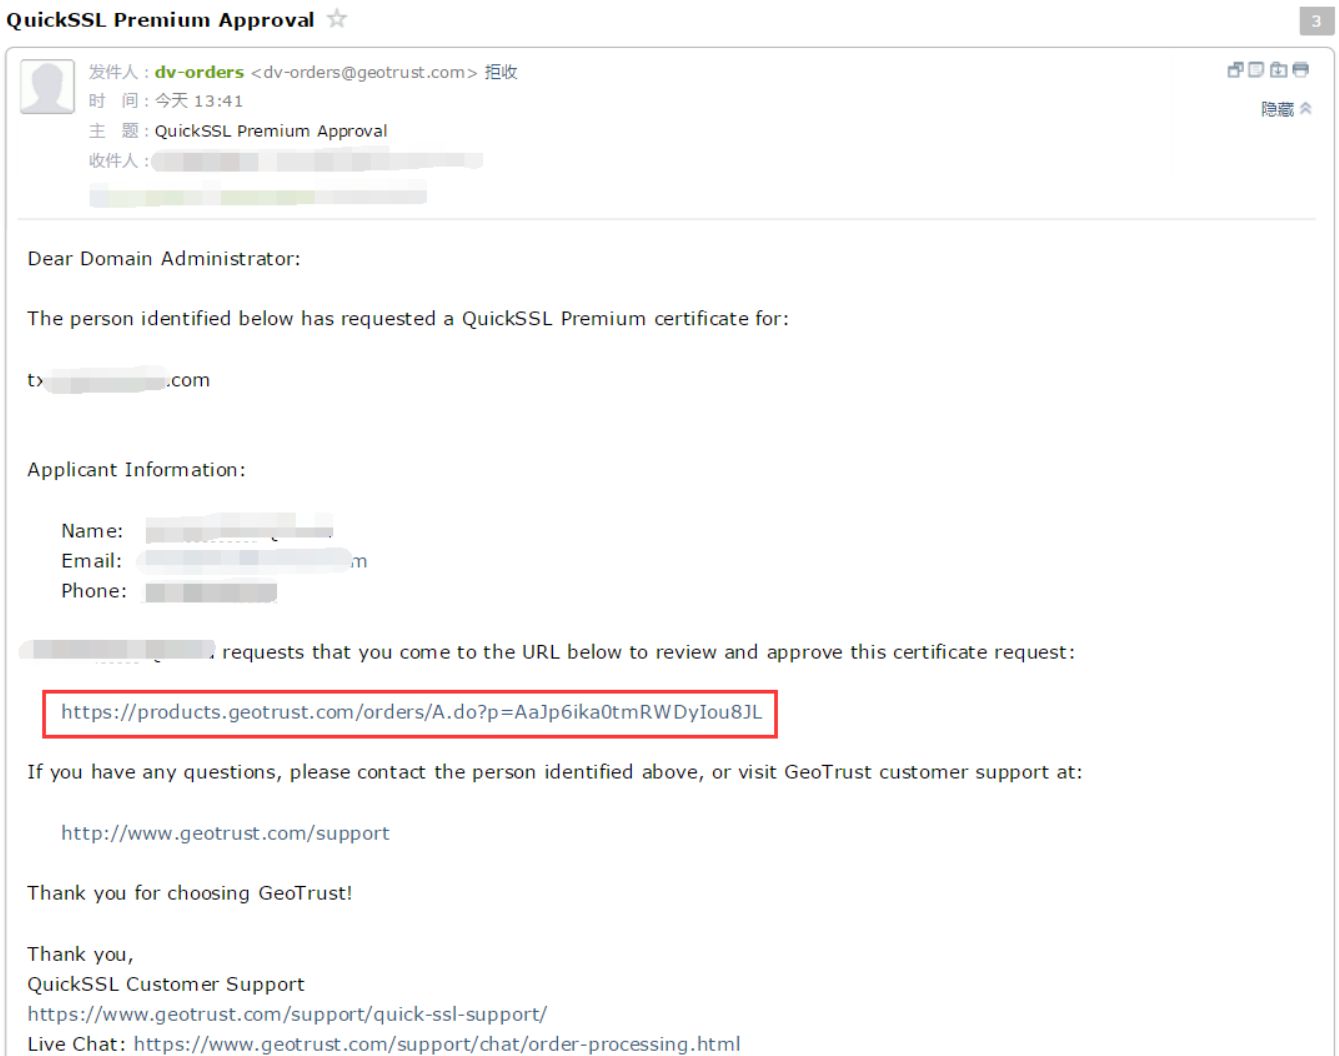 QuickSSL Premium Approval
3
发件人：dv-orders <dv-orders@geotrust.com> 拒收
时 间：今天 13:41
隐藏
主 题：QuickSSL Premium Approval
收件人：
Dear Domain Administrator:
The person identified below has requested a QuickSSL Premium certificate for:
.com
Applicant Information:
Name:
Email: m
Phone:
requests that you come to the URL below to review and approve this certificate request:
https://products.geotrust.com/orders/A.do?p=AaJp6ika0tmRWDyIou8JL
If you have any questions, please contact the person identified above, or visit GeoTrust customer support at:
http://www.geotrust.com/support
Thank you for choosing GeoTrust!
Thank you,
QuickSSL Customer Support
https://www.geotrust.com/support/quick-ssl-support/
Live Chat: https://www.geotrust.com/support/chat/order-processing.html